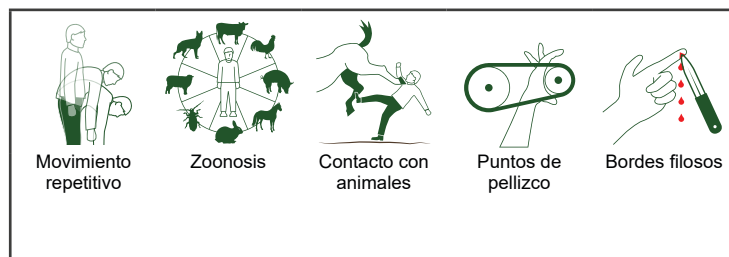 Movimiento
repetitivo
Zoonosis
Contacto con
animales
Puntos de
pellizco
Bordes filosos